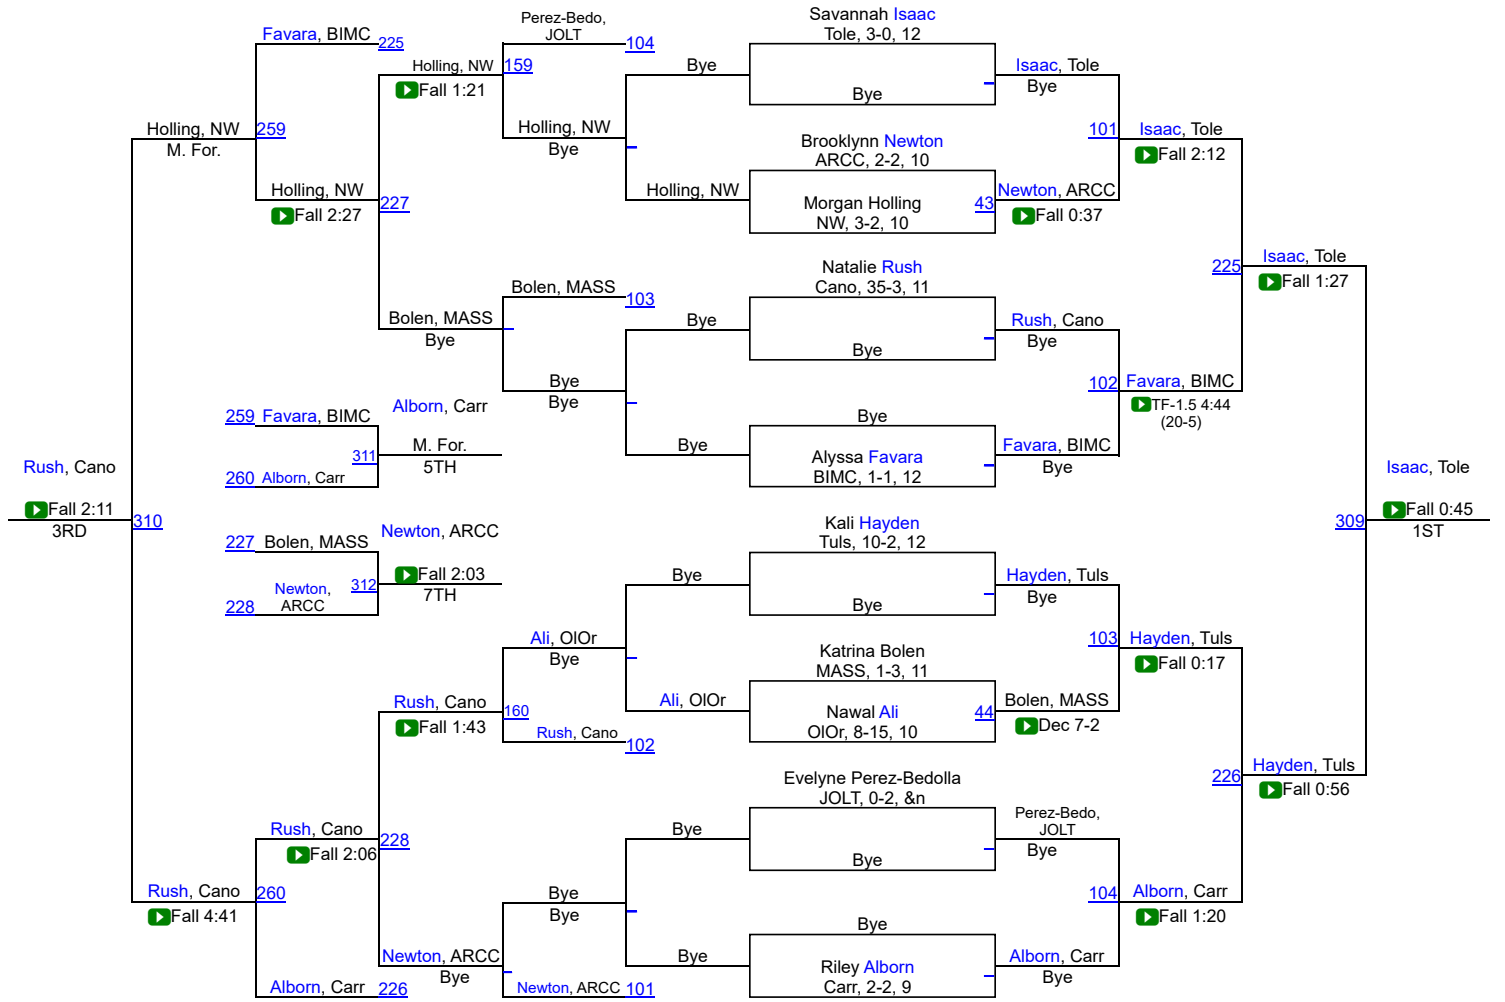 Savannah Isaac
Tole, 3-0, 12
Bye
Brooklynn Newton
ARCC, 2-2, 10
Morgan Holling
NW, 3-2, 10
43
Natalie Rush
Cano, 35-3, 11
Bye
Bye
Alyssa Favara
BIMC, 1-1, 12
Kali Hayden
Tuls, 10-2, 12
Bye
Katrina Bolen
MASS, 1-3, 11
Nawal Ali
OlOr, 8-15, 10
44
Evelyne Perez-Bedolla
JOLT, 0-2, &n
Bye
Bye
Riley Alborn
Carr, 2-2, 9
Isaac, Tole
Bye
101
Newton, ARCC
Fall 0:37
Rush, Cano
Bye
102
Favara, BIMC
Bye
Hayden, Tuls
Bye
103
Bolen, MASS
Dec 7-2
Perez-Bedo,
JOLT
Bye
104
Alborn, Carr
Bye
Isaac, Tole
Fall 2:12
225
Favara, BIMC
TF-1.5 4:44
(20-5)
Hayden, Tuls
Fall 0:17
226
Alborn, Carr
Fall 1:20
Isaac, Tole
Fall 1:27
309
Hayden, Tuls
Fall 0:56
Isaac, Tole
Fall 0:45
1ST
Bye
Holling, NW
Bye
Bye
Bye
Ali, OlOr
Bye
Bye
Perez-Bedo,
JOLT
104
159
Holling, NW
Bye
Bolen, MASS
103
Bye
Bye
Ali, OlOr
Bye
160
Rush, Cano
102
Bye
Bye
Newton, ARCC
101
Holling, NW
Fall 1:21
227
Bolen, MASS
Bye
Rush, Cano
Fall 1:43
228
Newton, ARCC
Bye
Favara, BIMC
225
259
Holling, NW
Fall 2:27
Rush, Cano
Fall 2:06
260
Alborn, Carr
226
Holling, NW
M. For.
310
Rush, Cano
Fall 4:41
Rush, Cano
Fall 2:11
3RD
259
Favara, BIMC
311
260
Alborn, Carr
Alborn, Carr
M. For.
5TH
227
Bolen, MASS
312
228
Newton,
ARCC
Newton, ARCC
Fall 2:03
7TH